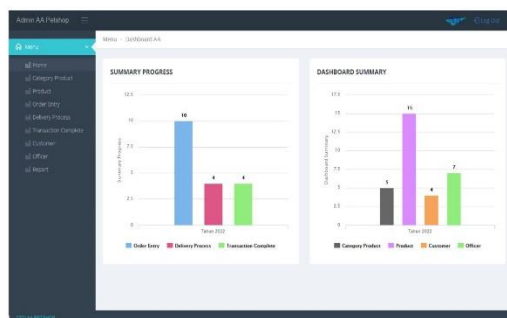 Admin AA Petshop
Log Out
Menu
Menu - Dashboard AA
Home
Category Product
Product
Order Entry
Delivery Process
Transaction Complete
Customer
Officer
Report
SUMMARY PROGRESS
12.5
10
7.5
5
2.5
0
Summary Progress
10
4
4
Tahun 2022
Order Entry
Delivery Process
Transaction Complete
DASHBOARD SUMMARY
17.5
15
12.5
10
7.5
5
2.5
0
Dashboard Summary
5
15
4
7
Tahun 2022
Category Product
Product
Customer
Officer